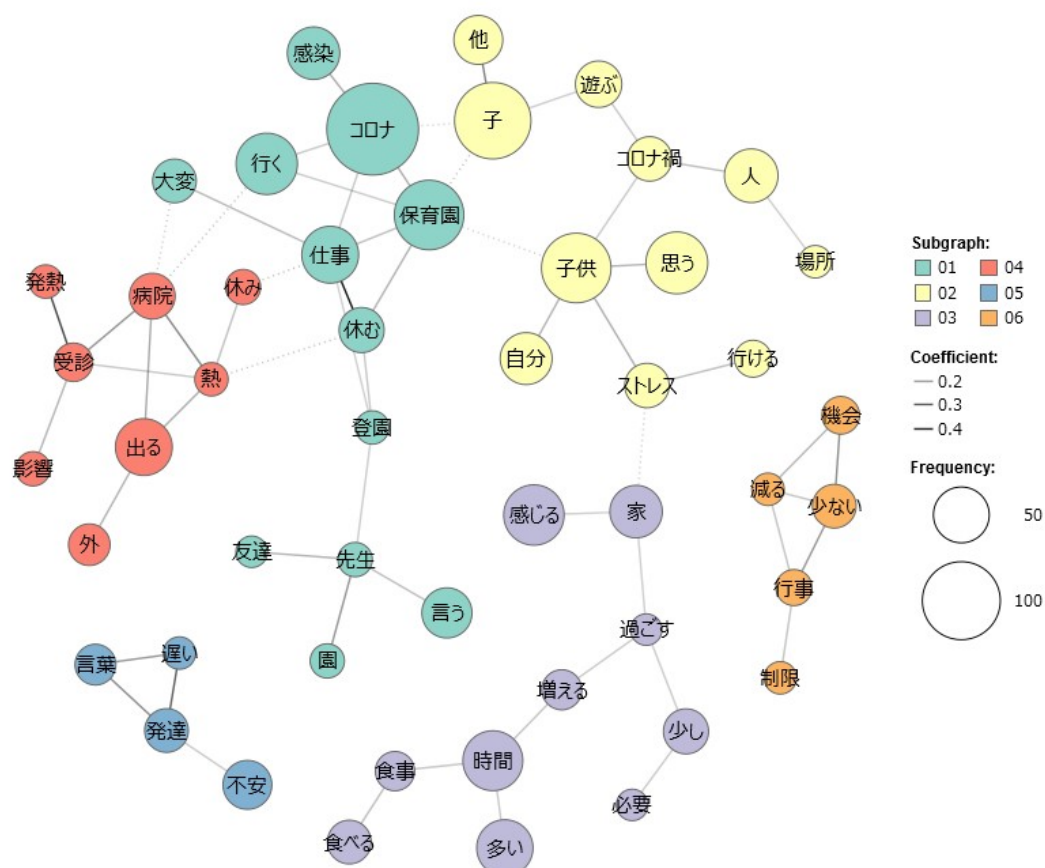 他
感染
遊ぶ
子
コロナ
コロナ禍
行く
人
大変
保育園
仕事
場所
子供
思う
発熱
病院
休み
休む
自分
行ける
受診
熱
ストレス
登園
機会
出る
影響
減る
少ない
感じる
家
外
友達
先生
行事
言う
過ごす
園
言葉
遅い
制限
増える
発達
少し
時間
食事
不安
必要
食べる
多い
Subgraph:
01 04
02 05
03 06
Coefficient:
0.2
0.3
0.4
Frequency:
50
100